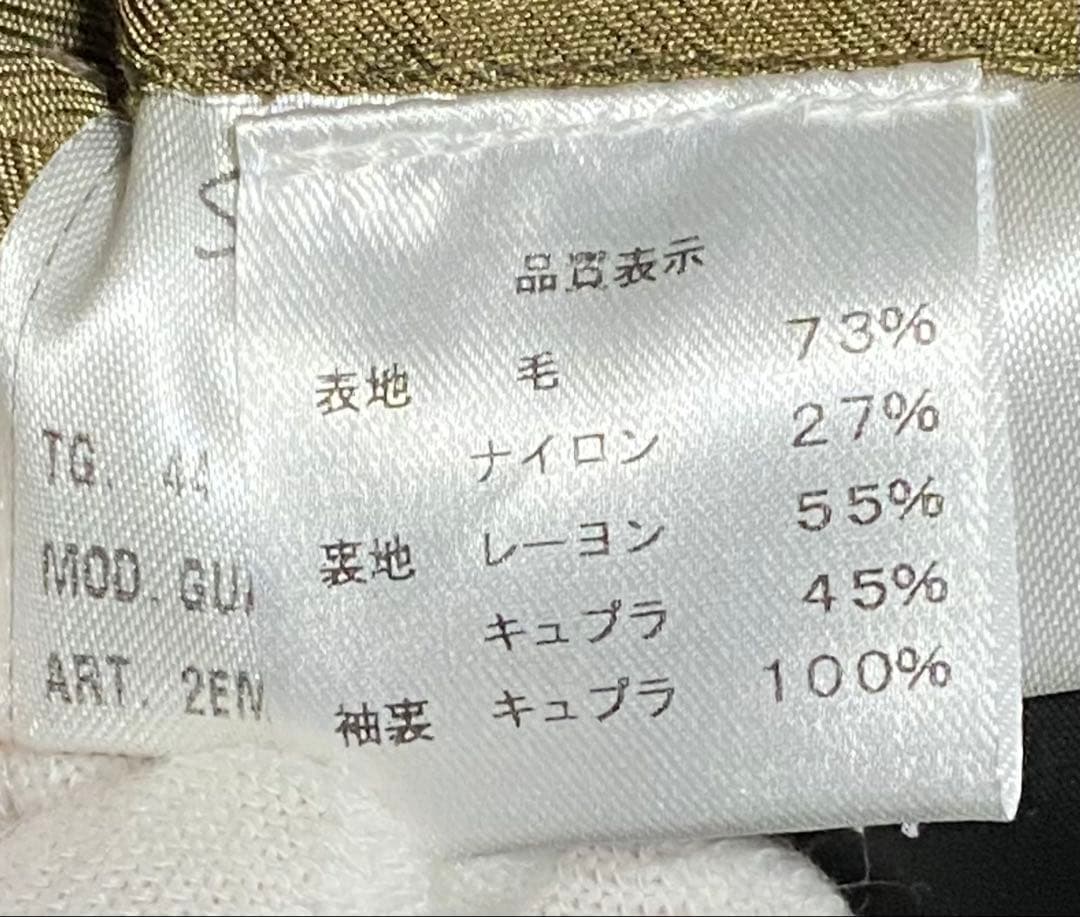 品質表示
表地 毛 73%
ナイロン 27%
裏地 レーヨン 55%
キュプラ 45%
袖裏 キュプラ 100%
TG. 44
MOD. GU
ART. 2EN